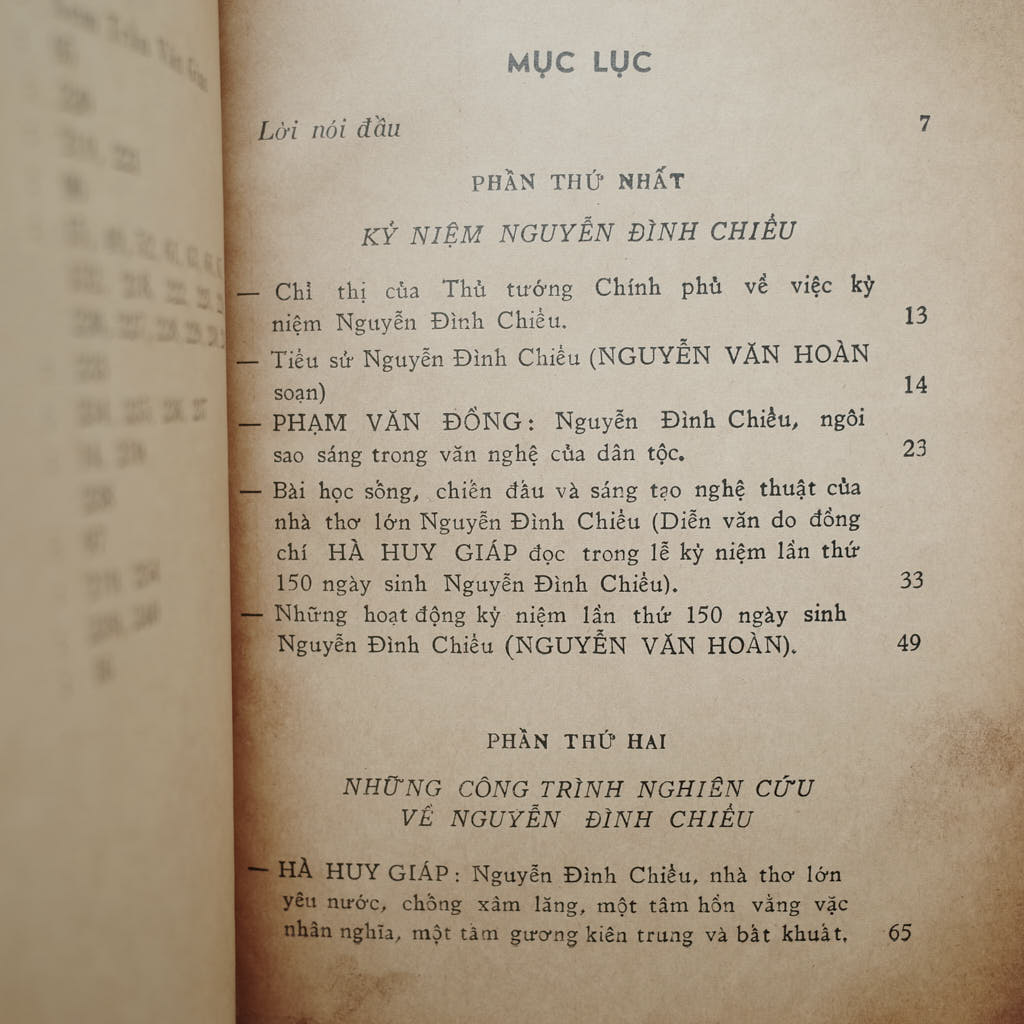 MỤC LỤC
Lời nói đầu 7
PHẦN THỨ NHẤT
KỶ NIỆM NGUYỄN ĐÌNH CHIỂU
— Chỉ thị của Thủ tướng Chính phủ về việc kỷ
niệm Nguyễn Đình Chiểu. 13
— Tiểu sử Nguyễn Đình Chiểu (NGUYỄN VĂN HOÀN
soạn) 14
— PHẠM VĂN ĐỒNG: Nguyễn Đình Chiểu, ngôi
sao sáng trong văn nghệ của dân tộc. 23
— Bài học sống, chiến đấu và sáng tạo nghệ thuật của
nhà thơ lớn Nguyễn Đình Chiểu (Diễn văn do đồng
chí HÀ HUY GIÁP đọc trong lễ kỷ niệm lần thứ
150 ngày sinh Nguyễn Đình Chiểu). 33
— Những hoạt động kỷ niệm lần thứ 150 ngày sinh
Nguyễn Đình Chiểu (NGUYỄN VĂN HOÀN). 49
PHẦN THỨ HAI
NHỮNG CÔNG TRÌNH NGHIÊN CỨU
VỀ NGUYỄN ĐÌNH CHIỂU
— HÀ HUY GIÁP: Nguyễn Đình Chiểu, nhà thơ lớn
yêu nước, chống xâm lăng, một tâm hồn vằng vặc
nhân nghĩa, một tấm gương kiên trung và bất khuất. 65